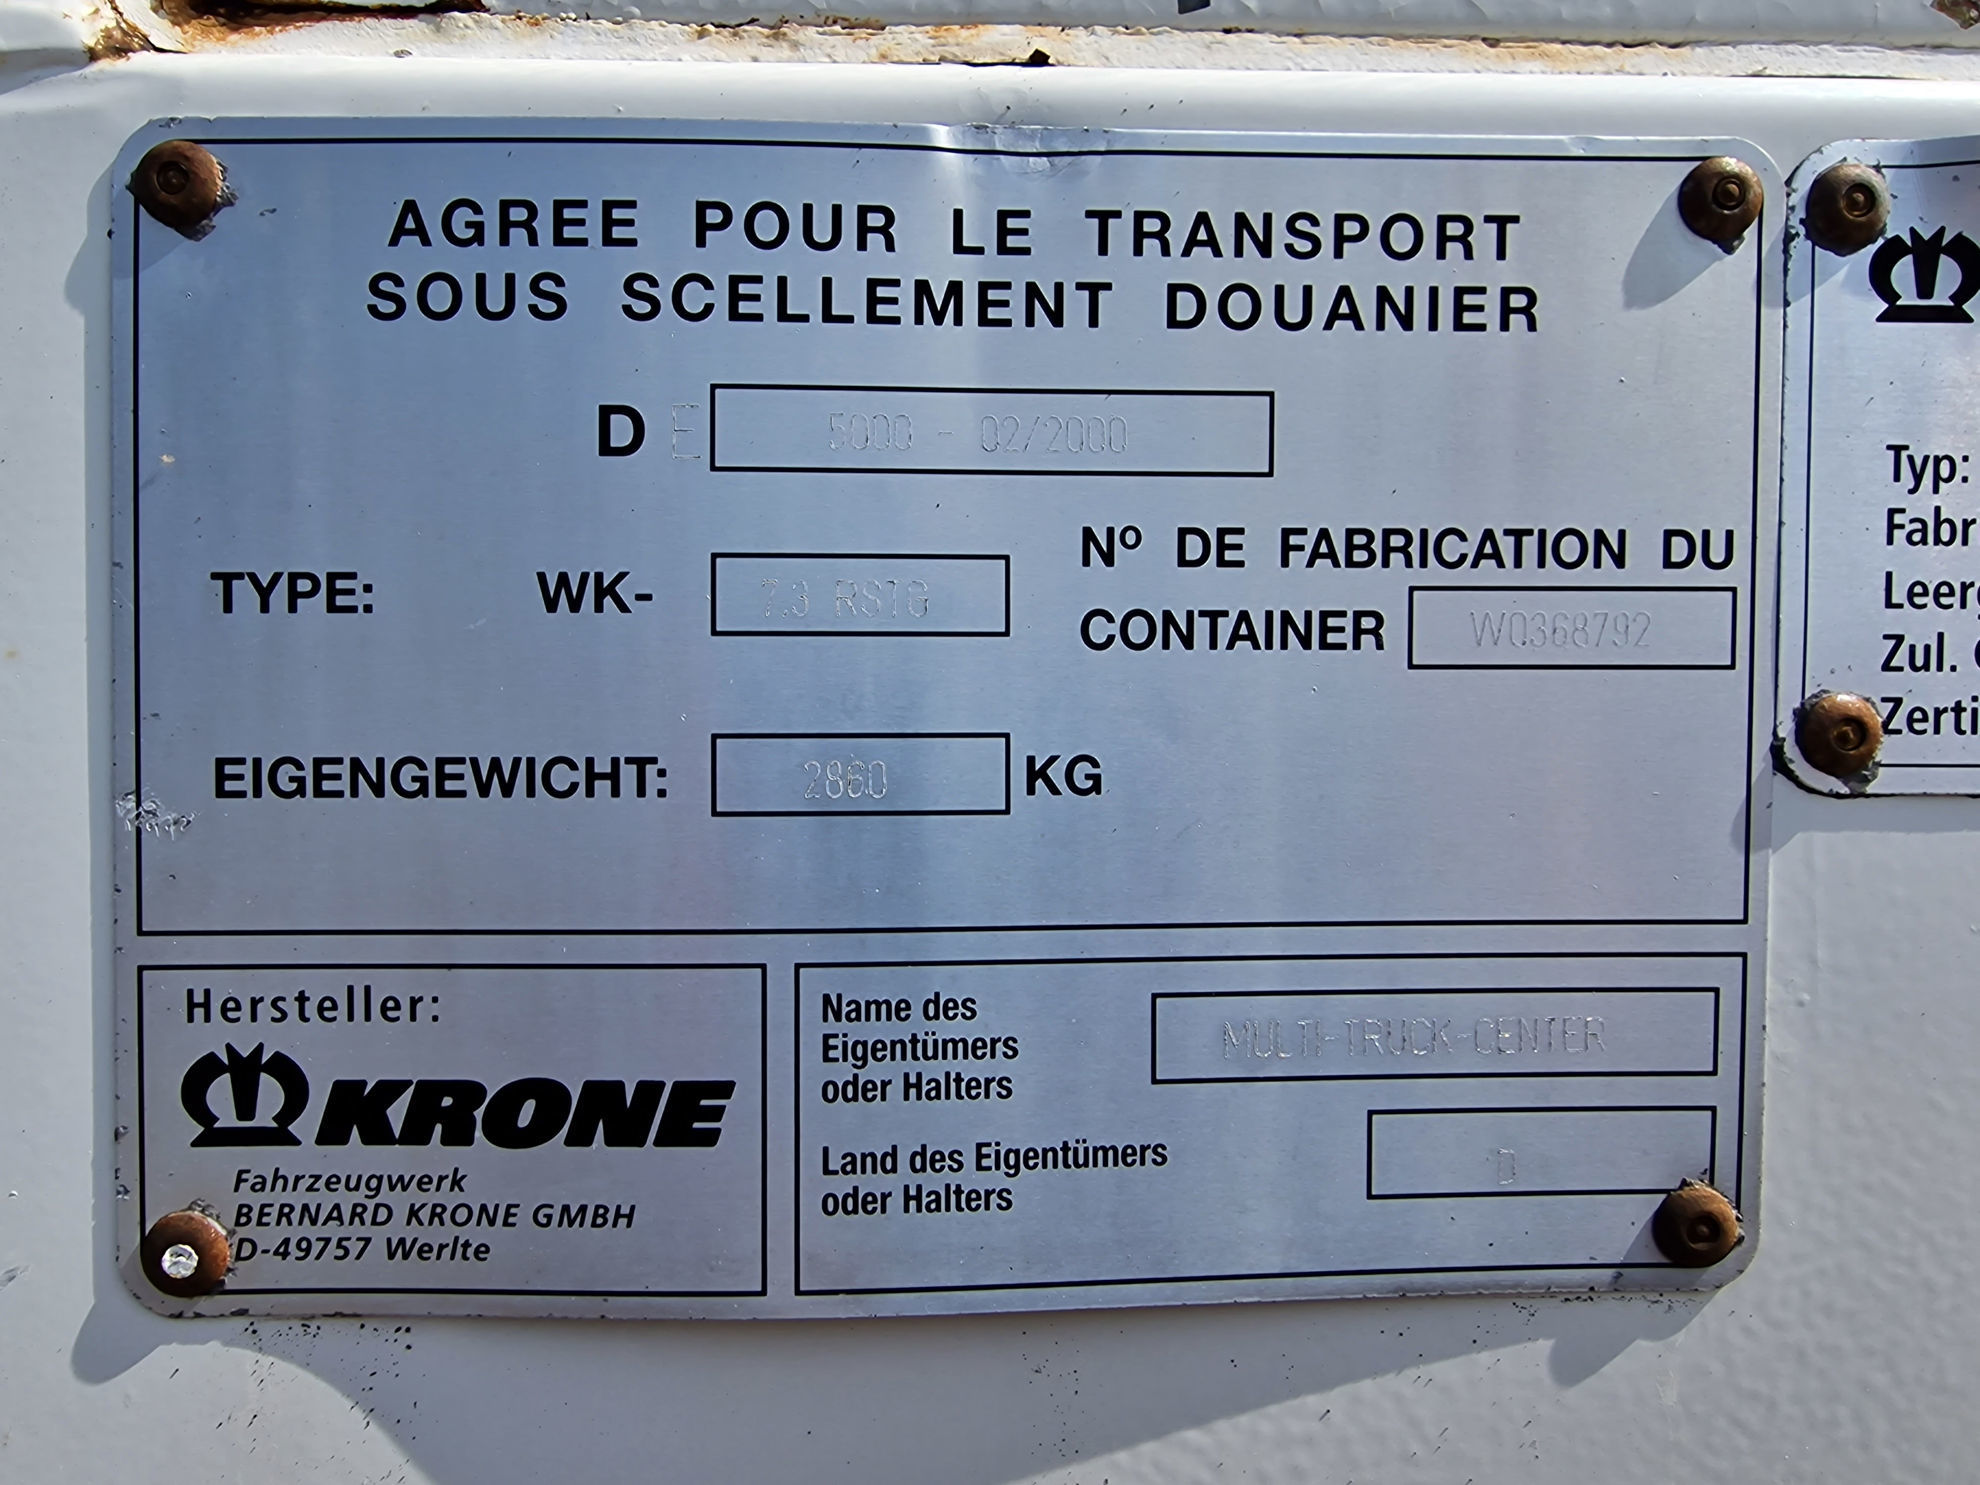 AGREE POUR LE TRANSPORT
SOUS SCELLEMENT DOUANIER
D E 5000 - 02/2000
TYPE: WK- 7.3 RSTG
Nº DE FABRICATION DU
CONTAINER W0368792
EIGENGEWICHT: 2860 KG
Hersteller:
KRONE
Fahrzeugwerk
BERNARD KRONE GMBH
D-49757 Werlte
Name des
Eigentümers
oder Halters
MULTI-TRUCK-CENTER
Land des Eigentümers
oder Halters
D
Typ:
Fabr
Leerg
Zul. G
Zerti